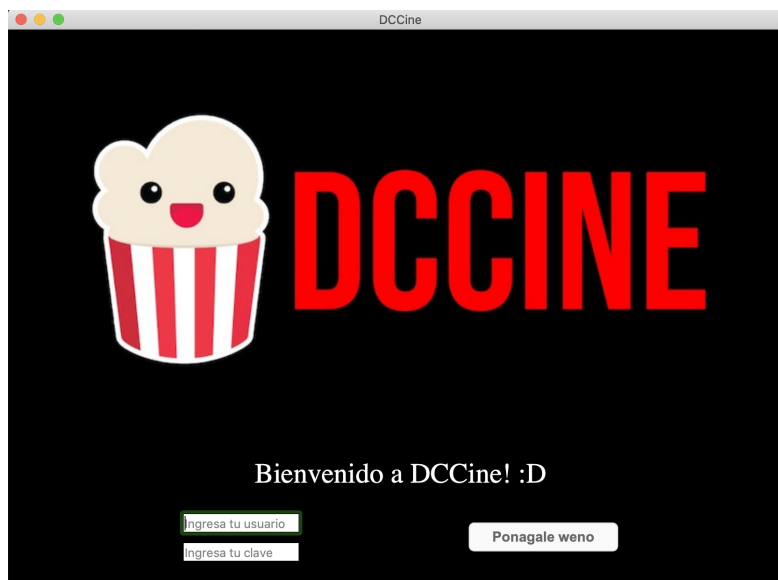 DCCine
DCCINE
Bienvenido a DCCine! :D
Ingresa tu usuario
Ingresa tu clave
Ponagale weno